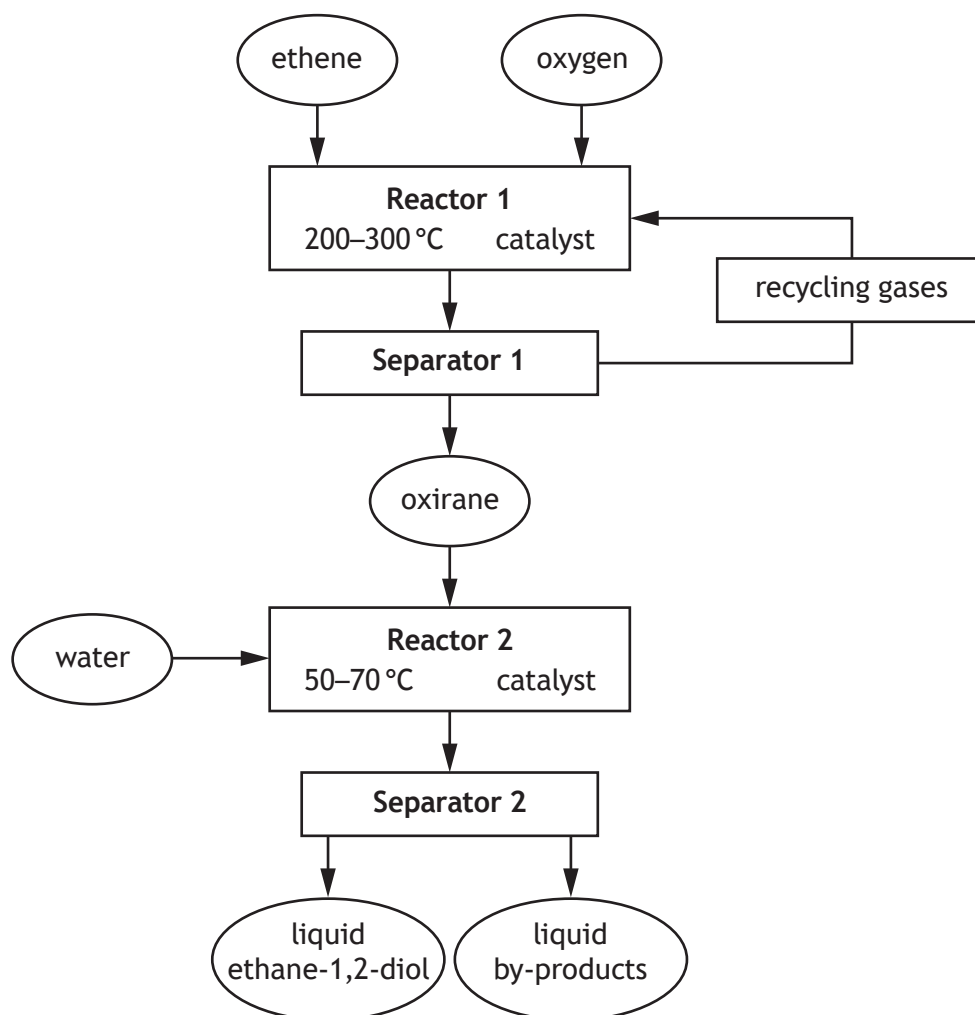 ethene
oxygen
Reactor 1
200–300 °C catalyst
recycling gases
Separator 1
oxirane
water
Reactor 2
50–70 °C catalyst
Separator 2
liquid
ethane-1,2-diol
liquid
by-products